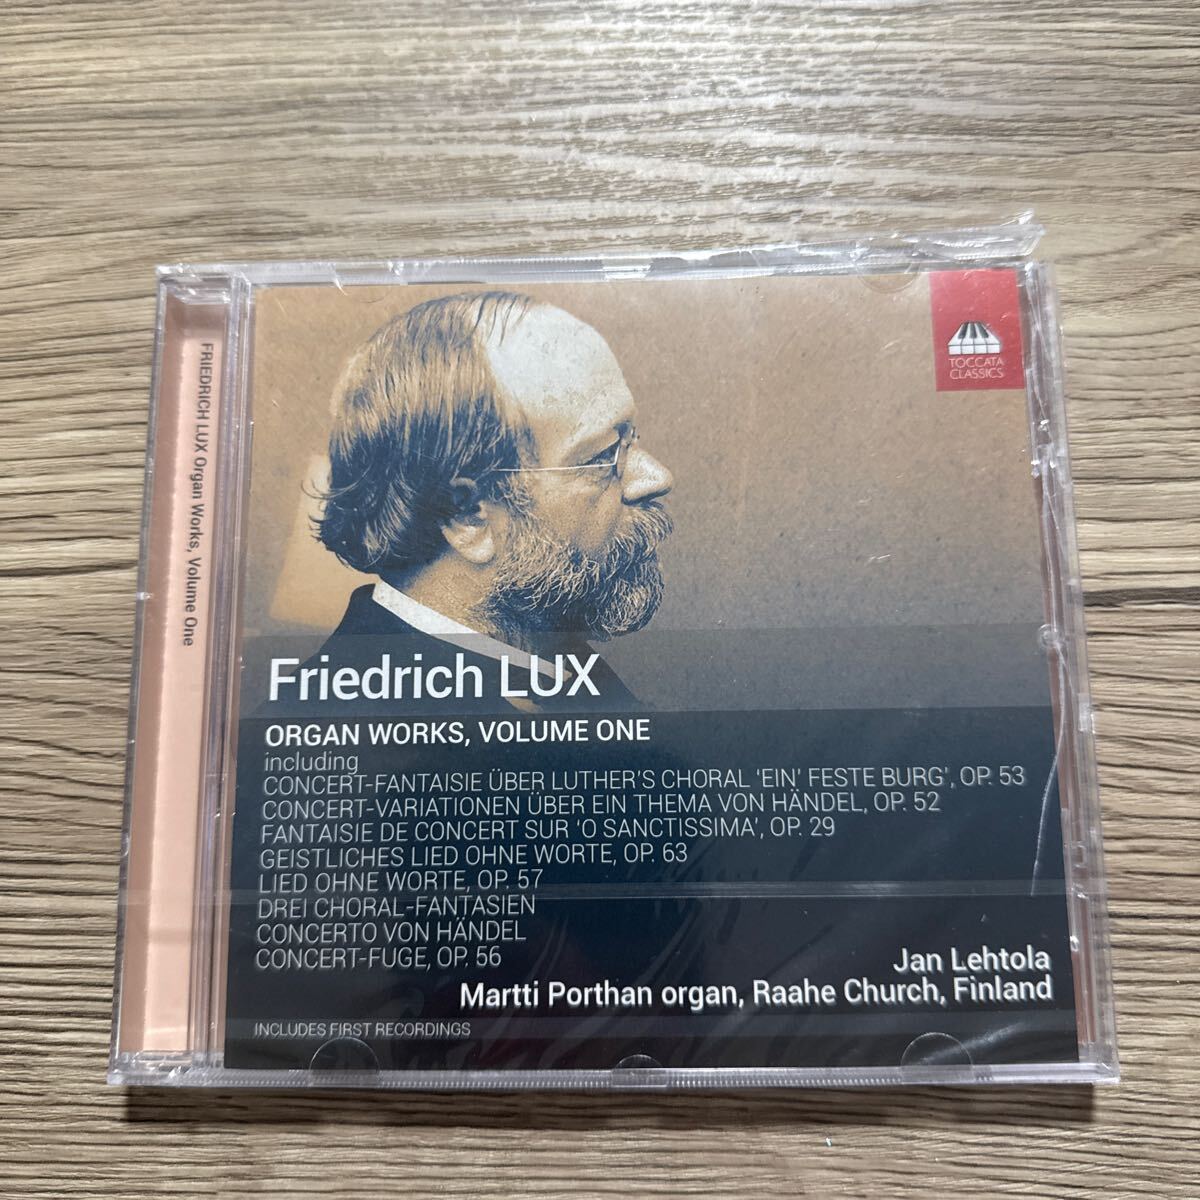 FRIEDRICH LUX Organ Works, Volume One
TOCCATA
CLASSICS
Friedrich LUX
ORGAN WORKS, VOLUME ONE
including
CONCERT-FANTAISIE ÜBER LUTHER'S CHORAL 'EIN' FESTE BURG', OP. 53
CONCERT-VARIATIONEN ÜBER EIN THEMA VON HÄNDEL, OP. 52
FANTAISIE DE CONCERT SUR 'O SANCTISSIMA', OP. 29
GEISTLICHES LIED OHNE WORTE, OP. 63
LIED OHNE WORTE, OP. 57
DREI CHORAL-FANTASIEN
CONCERTO VON HÄNDEL
CONCERT-FUGE, OP. 56
Jan Lehtola
Martti Porthan organ, Raahe Church, Finland
INCLUDES FIRST RECORDINGS